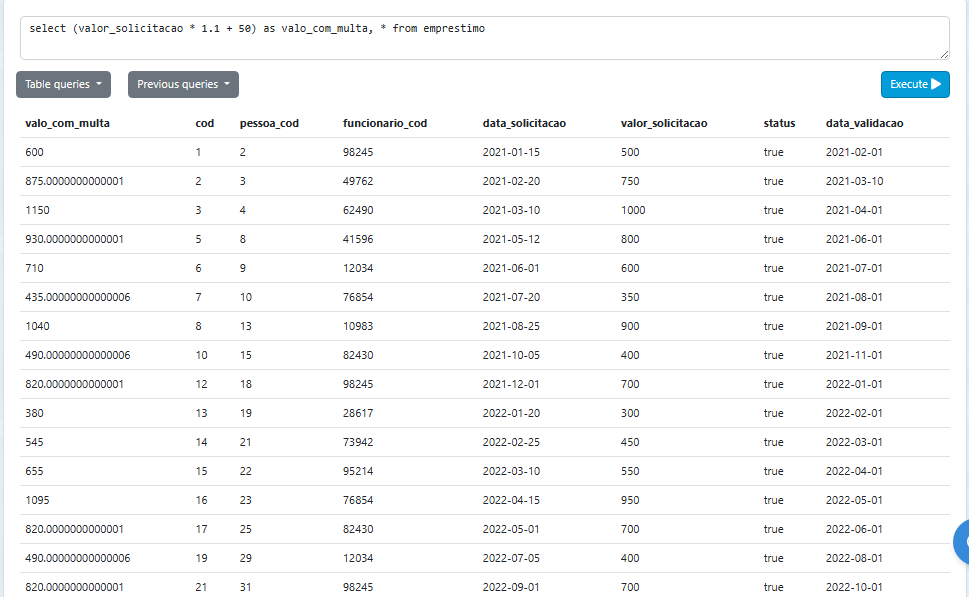 select (valor_solicitacao * 1.1 + 50) as valo_com_multa, * from emprestimo
Table queries Previous queries Execute
valo_com_multa cod pessoa_cod funcionario_cod data_solicitacao valor_solicitacao status data_validacao
600 1 2 98245 2021-01-15 500 true 2021-02-01
875.0000000000001 2 3 49762 2021-02-20 750 true 2021-03-10
1150 3 4 62490 2021-03-10 1000 true 2021-04-01
930.0000000000001 5 8 41596 2021-05-12 800 true 2021-06-01
710 6 9 12034 2021-06-01 600 true 2021-07-01
435.00000000000006 7 10 76854 2021-07-20 350 true 2021-08-01
1040 8 13 10983 2021-08-25 900 true 2021-09-01
490.00000000000006 10 15 82430 2021-10-05 400 true 2021-11-01
820.0000000000001 12 18 98245 2021-12-01 700 true 2022-01-01
380 13 19 28617 2022-01-20 300 true 2022-02-01
545 14 21 73942 2022-02-25 450 true 2022-03-01
655 15 22 95214 2022-03-10 550 true 2022-04-01
1095 16 23 76854 2022-04-15 950 true 2022-05-01
820.0000000000001 17 25 82430 2022-05-01 700 true 2022-06-01
490.00000000000006 19 29 12034 2022-07-05 400 true 2022-08-01
820.0000000000001 21 31 98245 2022-09-01 700 true 2022-10-01